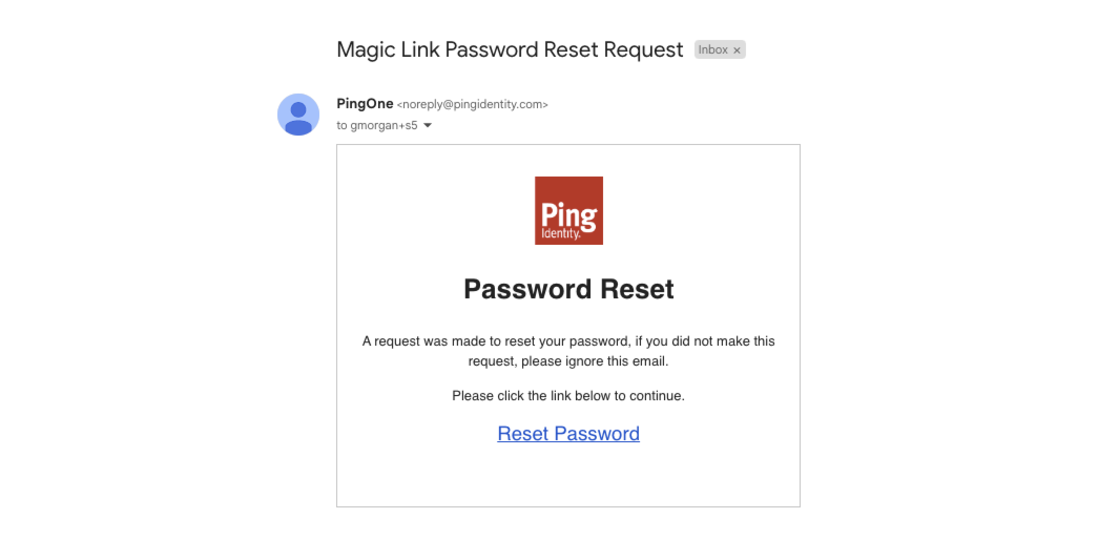 Magic Link Password Reset Request Inbox ×
PingOne <noreply@pingidentity.com>
to gmorgan+s5
Ping
Identity.
Password Reset
A request was made to reset your password, if you did not make this
request, please ignore this email.
Please click the link below to continue.
Reset Password